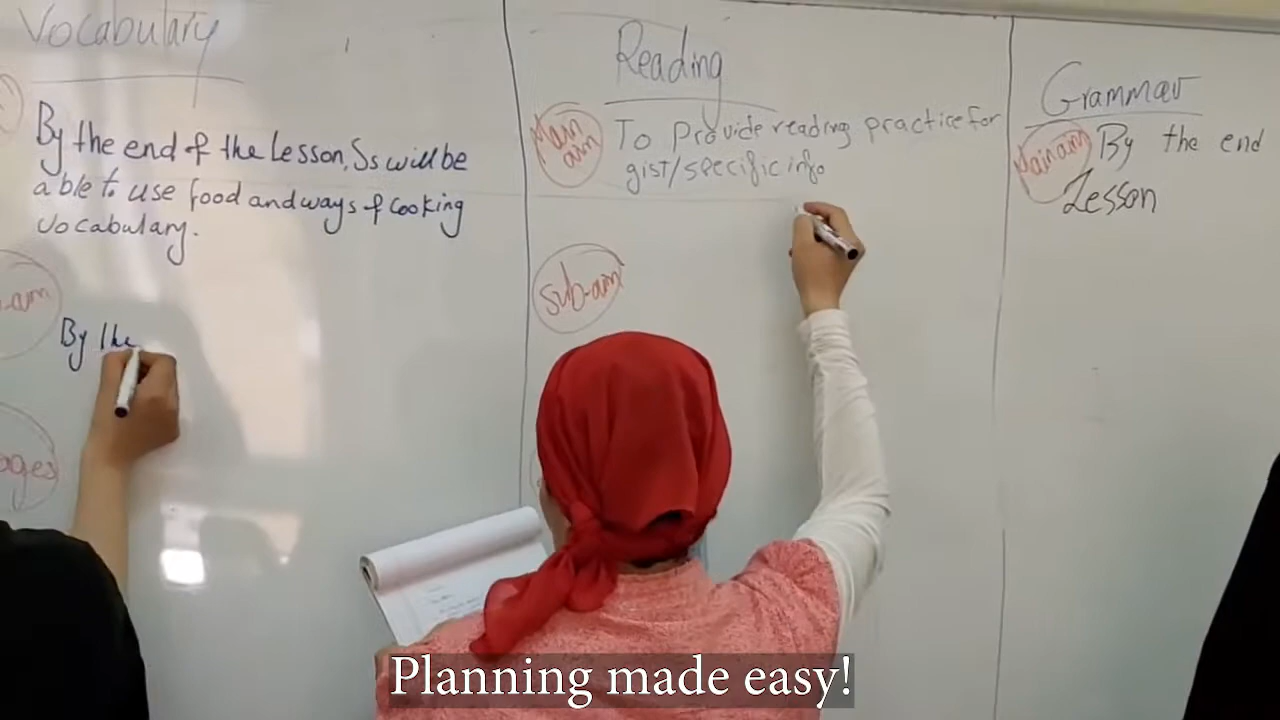 Vocabulary
By the end of the Lesson, Ss will be
able to use food and ways of cooking
vocabulary.
-aim
By the
ages
Reading
Main
aim
To provide reading practice for
gist/specific info
sub-aim
Grammar
Main aim
By the end
Lesson
Planning made easy!